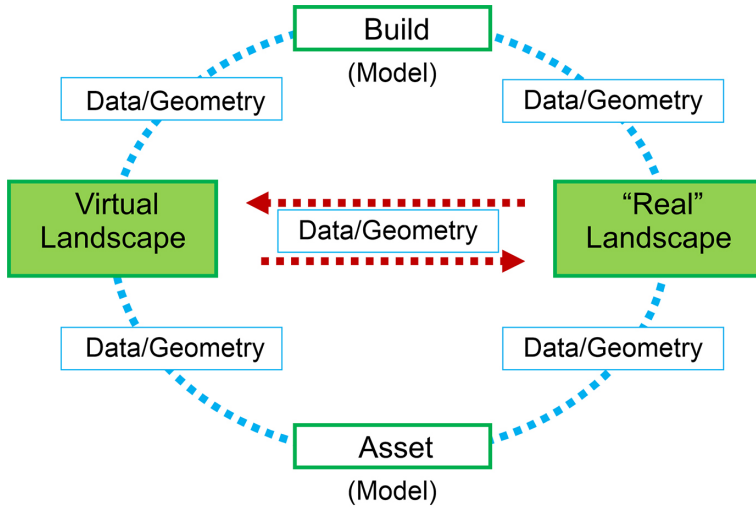 Build
(Model)
Data/Geometry
Data/Geometry
Virtual
Landscape
Data/Geometry
“Real”
Landscape
Data/Geometry
Data/Geometry
Asset
(Model)